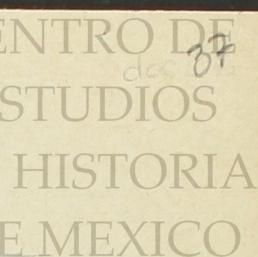 ENTRO DE
37
STUDIOS
HISTORIA
E MEXICO